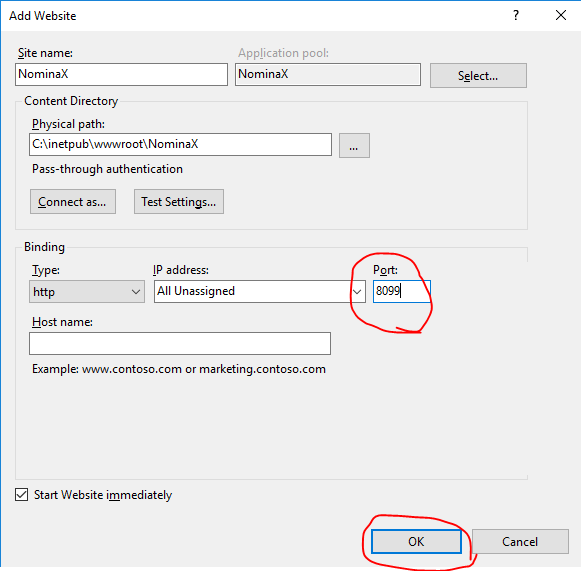 Add Website
Site name: Application pool:
NominaX NominaX Select...
Content Directory
Physical path:
C:\inetpub\wwwroot\NominaX ...
Pass-through authentication
Connect as... Test Settings...
Binding
Type: IP address: Port:
http All Unassigned 8099
Host name:
Example: www.contoso.com or marketing.contoso.com
Start Website immediately
OK Cancel